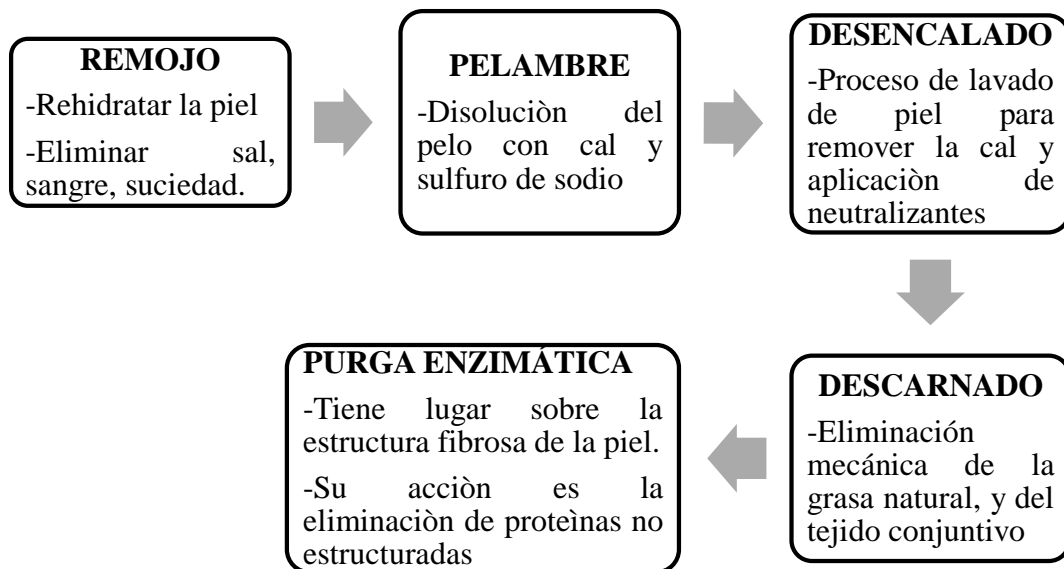 REMOJO
-Rehidratar la piel
-Eliminar sal,
sangre, suciedad.
PELAMBRE
-Disoluciòn del
pelo con cal y
sulfuro de sodio
DESENCALADO
-Proceso de lavado
de piel para
remover la cal y
aplicaciòn de
neutralizantes
DESCARNADO
-Eliminación
mecánica de la
grasa natural, y del
tejido conjuntivo
PURGA ENZIMÁTICA
-Tiene lugar sobre la
estructura fibrosa de la piel.
-Su acciòn es la
eliminaciòn de proteìnas no
estructuradas